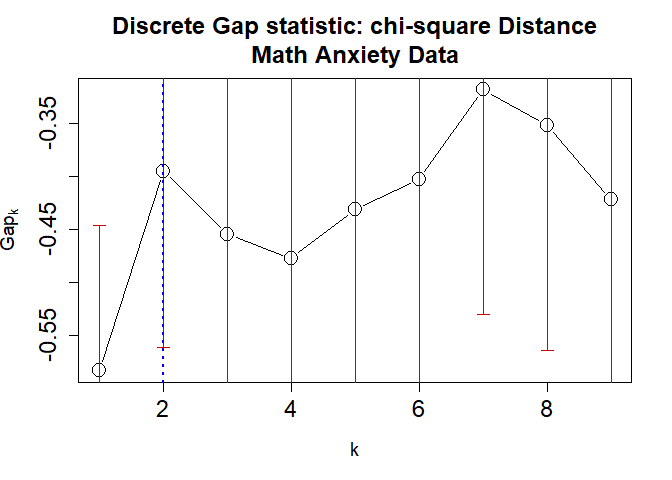 Discrete Gap statistic: chi-square Distance
Math Anxiety Data
-0.35
-0.45
-0.55
Gapk
2
4
6
8
k